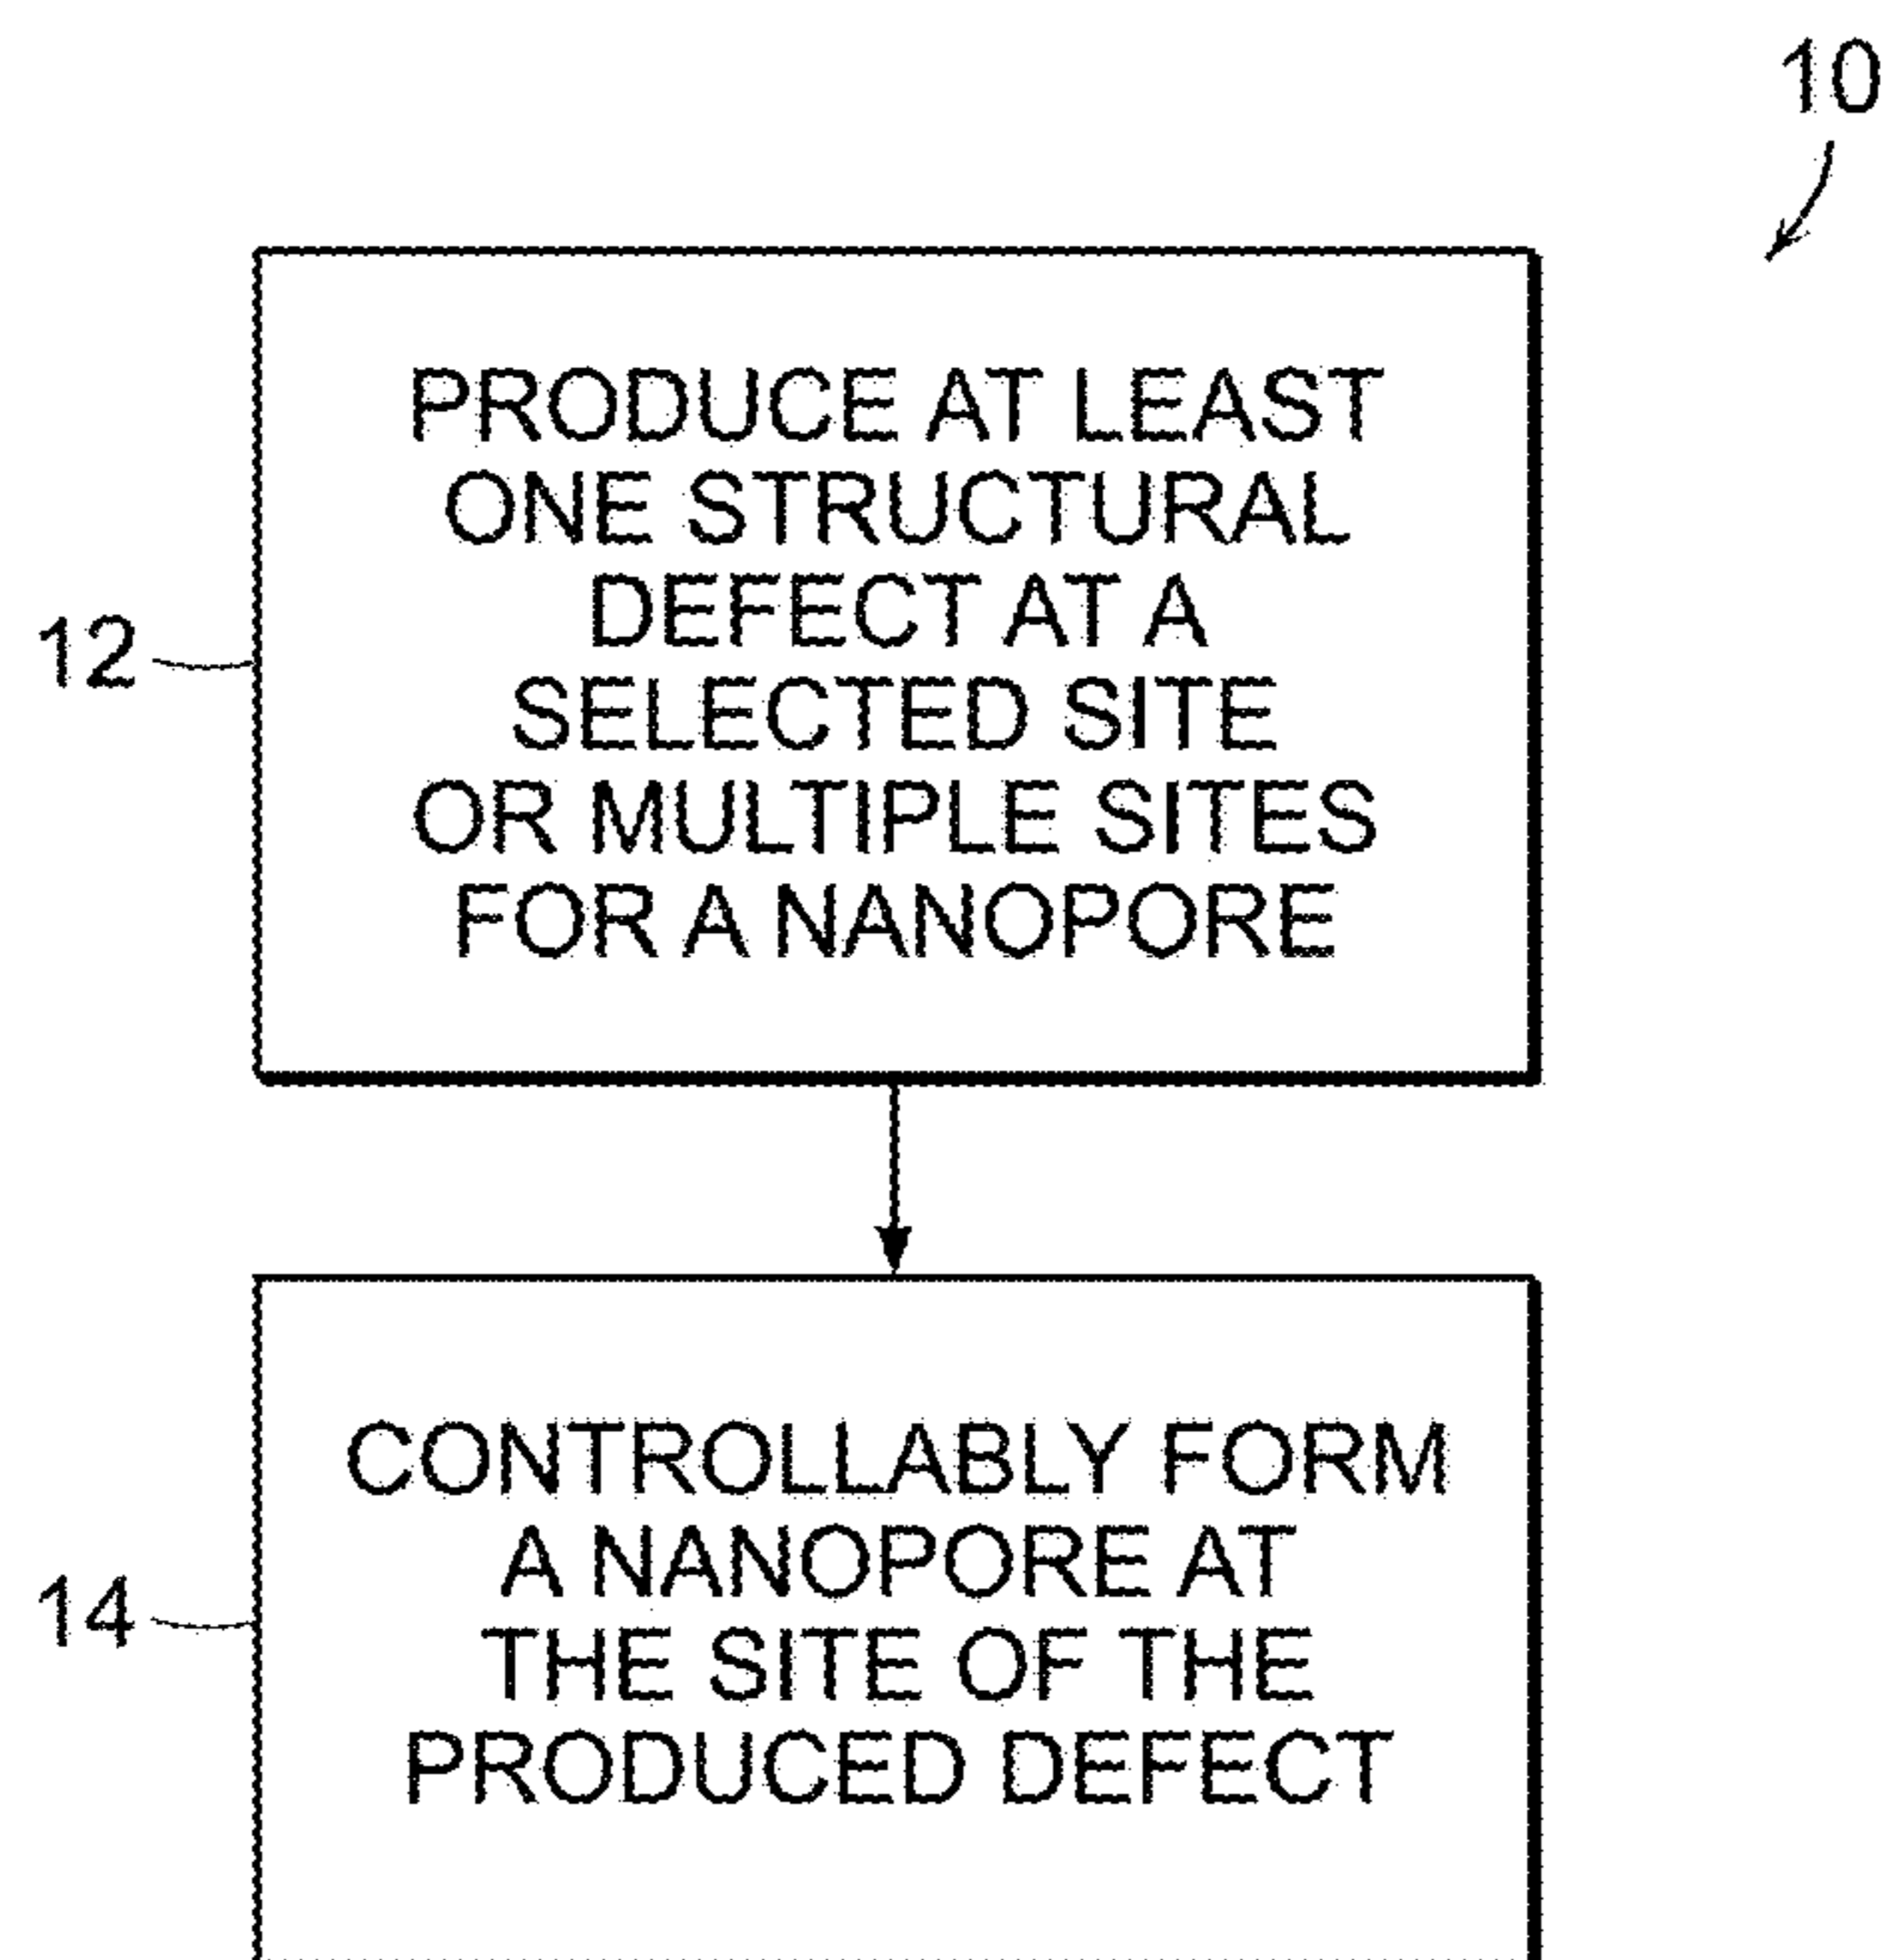 10
PRODUCE AT LEAST
ONE STRUCTURAL
DEFECT AT A
SELECTED SITE
OR MULTIPLE SITES
FOR A NANOPORE
12
CONTROLLABLY FORM
A NANOPORE AT
THE SITE OF THE
PRODUCED DEFECT
14